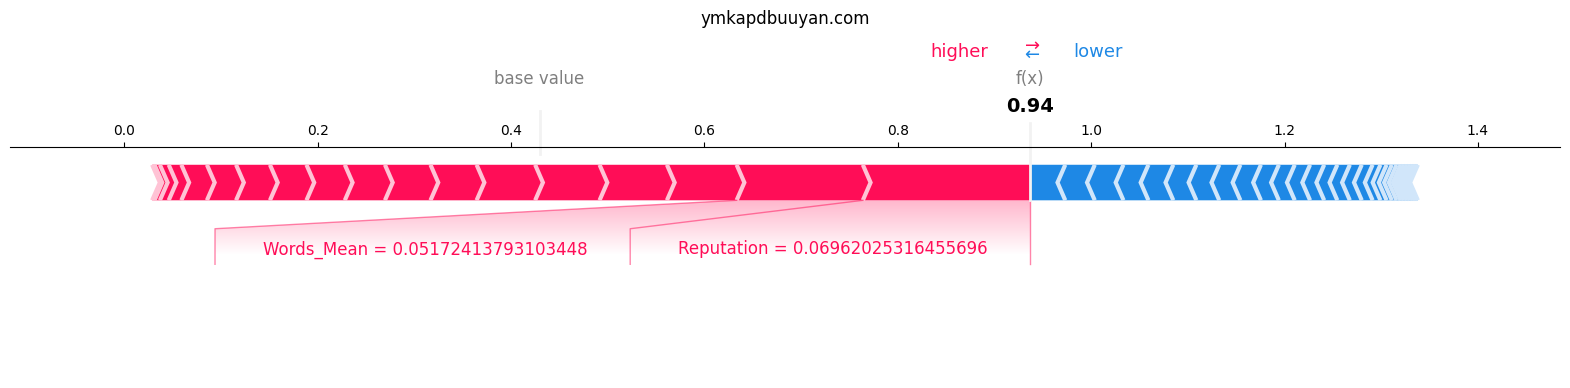 ymkapdbuuyan.com
higher ⇄ lower
base value f(x)
0.94
0.0 0.2 0.4 0.6 0.8 1.0 1.2 1.4
Words_Mean = 0.05172413793103448 Reputation = 0.06962025316455696